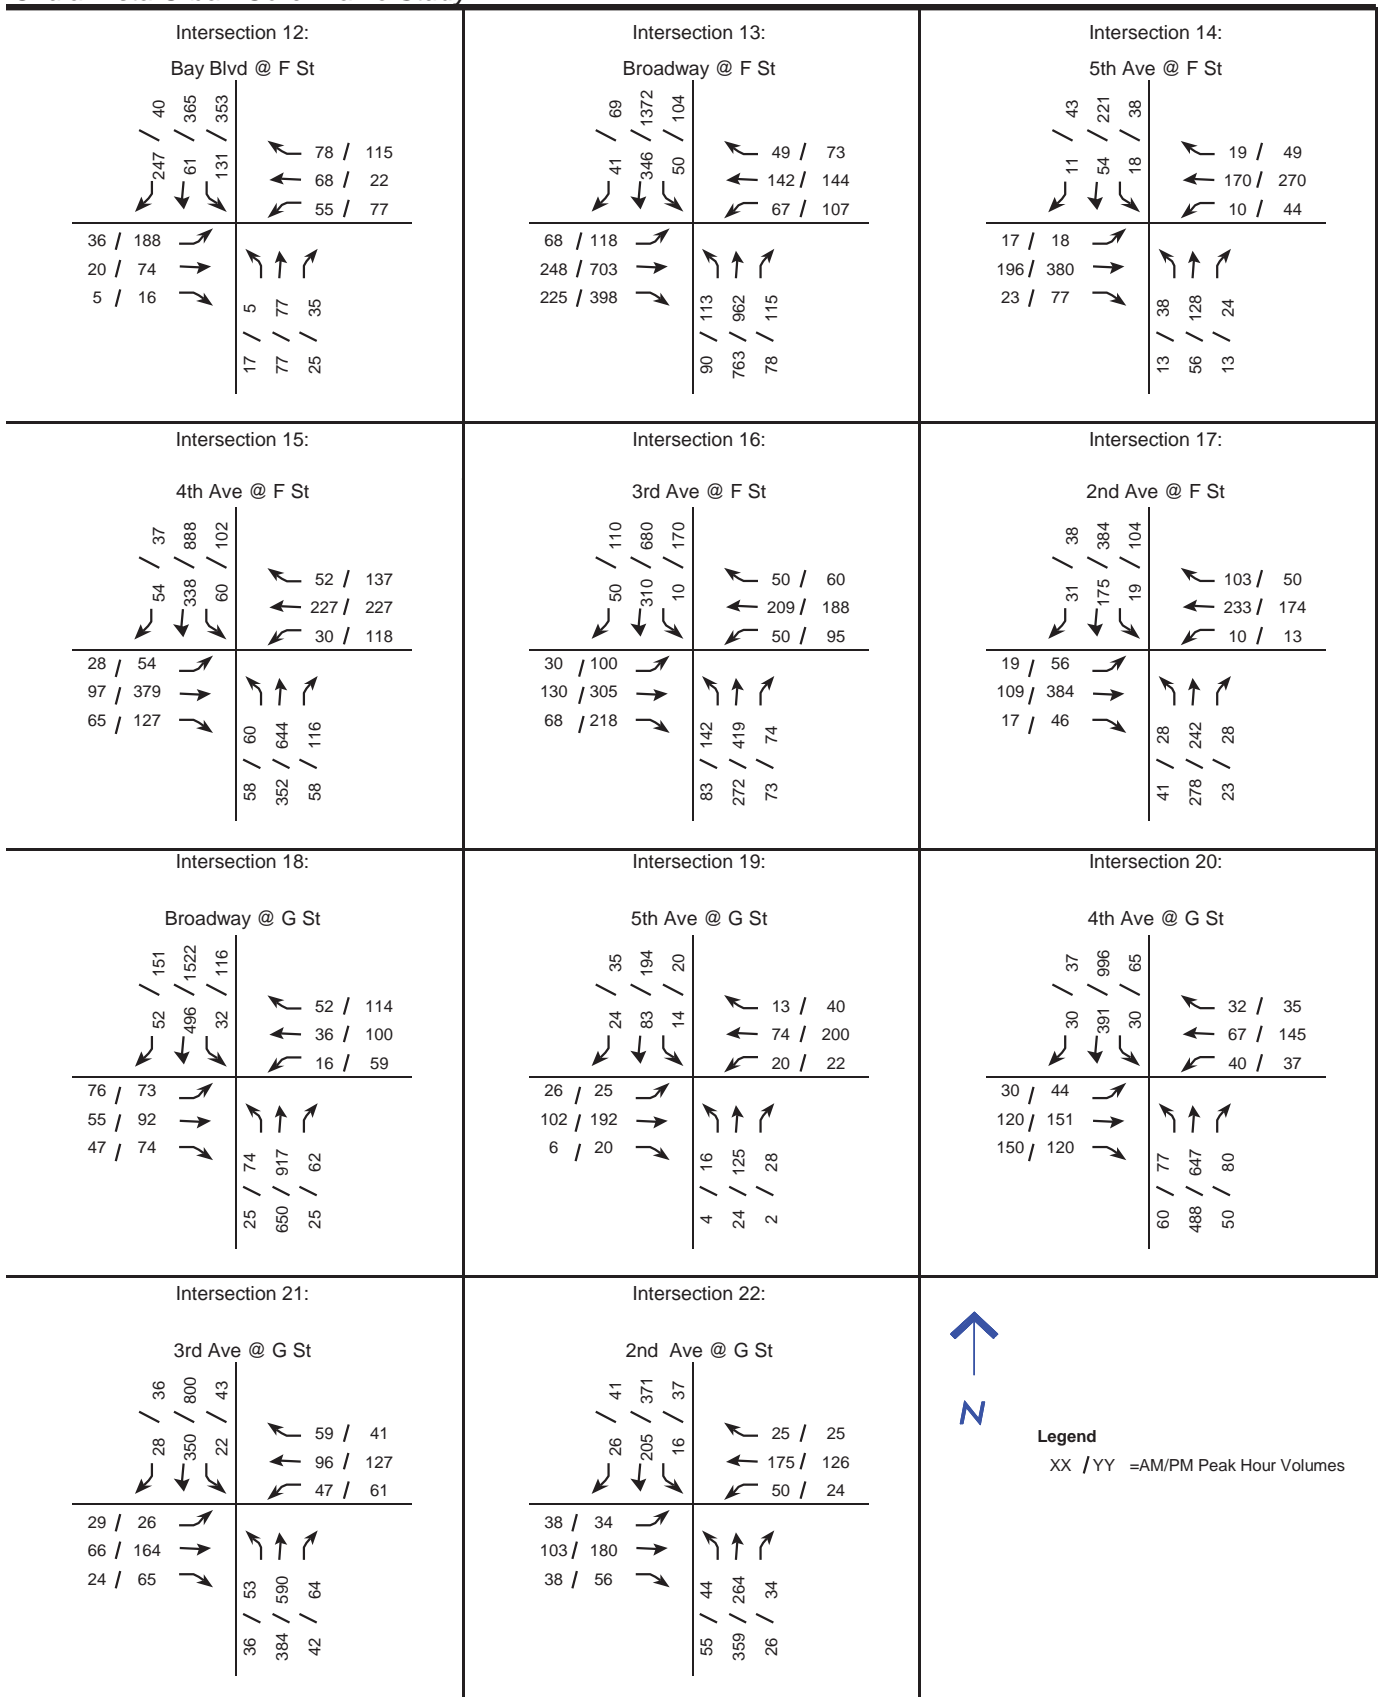 Intersection 12:
Bay Blvd @ F St
40 365 353
/ / /
247 61 131
78 / 115
68 / 22
55 / 77
36 / 188
20 / 74
5 / 16
5 77 35
/ / /
17 77 25
Intersection 13:
Broadway @ F St
69 1372 104
/ / /
41 346 50
49 / 73
142 / 144
67 / 107
68 / 118
248 / 703
225 / 398
113 962 115
/ / /
90 763 78
Intersection 14:
5th Ave @ F St
43 221 38
/ / /
11 54 18
19 / 49
170 / 270
10 / 44
17 / 18
196 / 380
23 / 77
38 128 24
/ / /
13 56 13
Intersection 15:
4th Ave @ F St
37 888 102
/ / /
54 338 60
52 / 137
227 / 227
30 / 118
28 / 54
97 / 379
65 / 127
60 644 116
/ / /
58 352 58
Intersection 16:
3rd Ave @ F St
110 680 170
/ / /
50 310 10
50 / 60
209 / 188
50 / 95
30 / 100
130 / 305
68 / 218
142 419 74
/ / /
83 272 73
Intersection 17:
2nd Ave @ F St
38 384 104
/ / /
31 175 19
103 / 50
233 / 174
10 / 13
19 / 56
109 / 384
17 / 46
28 242 28
/ / /
41 278 23
Intersection 18:
Broadway @ G St
151 1522 116
/ / /
52 496 32
52 / 114
36 / 100
16 / 59
76 / 73
55 / 92
47 / 74
74 917 62
/ / /
25 650 25
Intersection 19:
5th Ave @ G St
35 194 20
/ / /
24 83 14
13 / 40
74 / 200
20 / 22
26 / 25
102 / 192
6 / 20
16 125 28
/ / /
4 24 2
Intersection 20:
4th Ave @ G St
37 996 65
/ / /
30 391 30
32 / 35
67 / 145
40 / 37
30 / 44
120 / 151
150 / 120
77 647 80
/ / /
60 488 50
Intersection 21:
3rd Ave @ G St
36 800 43
/ / /
28 350 22
59 / 41
96 / 127
47 / 61
29 / 26
66 / 164
24 / 65
53 590 64
/ / /
36 384 42
Intersection 22:
2nd Ave @ G St
41 371 37
/ / /
26 205 16
25 / 25
175 / 126
50 / 24
38 / 34
103 / 180
38 / 56
44 264 34
/ / /
55 359 26
N
Legend
XX / YY =AM/PM Peak Hour Volumes